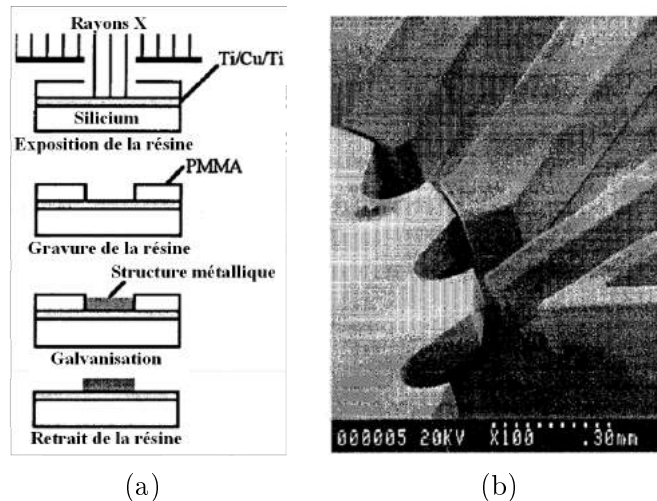 Rayons X
Ti/Cu/Ti
Silicium
Exposition de la résine
PMMA
Gravure de la résine
Structure métallique
Galvanisation
Retrait de la résine
000005 20KV X100 .30mm
(a)
(b)